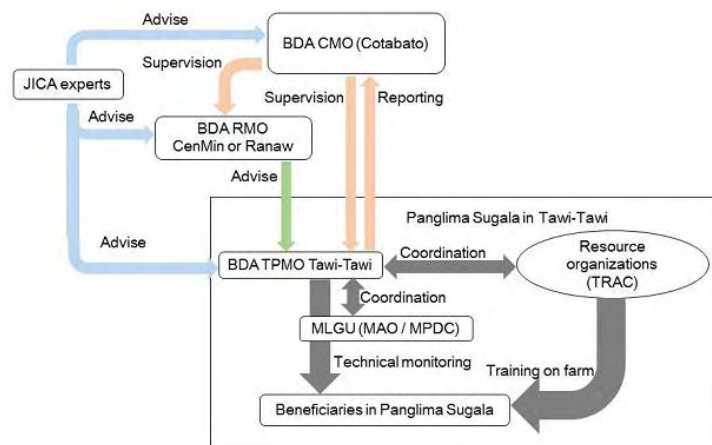 Advise
BDA CMO (Cotabato)
Supervision
JICA experts
Supervision
Reporting
Advise
BDA RMO
CenMin or Ranaw
Advise
Panglima Sugala in Tawi-Tawi
Advise
Coordination
Resource
organizations
(TRAC)
BDA TPMO Tawi-Tawi
Coordination
MLGU (MAO / MPDC)
Technical monitoring
Training on farm
Beneficiaries in Panglima Sugala